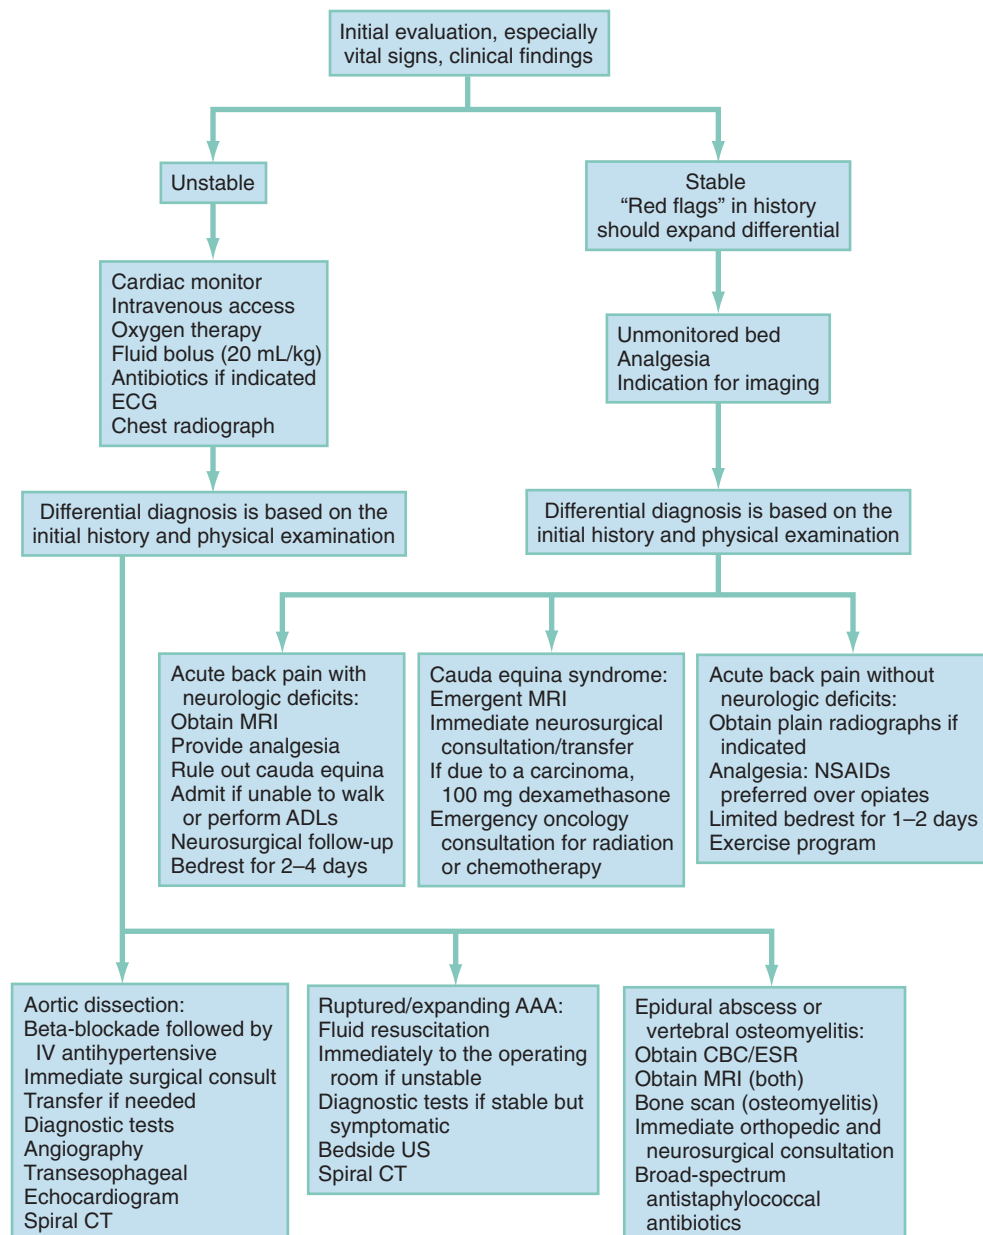 Initial evaluation, especially
vital signs, clinical findings
Unstable
Stable
“Red flags” in history
should expand differential
Cardiac monitor
Intravenous access
Oxygen therapy
Fluid bolus (20 mL/kg)
Antibiotics if indicated
ECG
Chest radiograph
Unmonitored bed
Analgesia
Indication for imaging
Differential diagnosis is based on the
initial history and physical examination
Differential diagnosis is based on the
initial history and physical examination
Acute back pain with
neurologic deficits:
Obtain MRI
Provide analgesia
Rule out cauda equina
Admit if unable to walk
or perform ADLs
Neurosurgical follow-up
Bedrest for 2–4 days
Cauda equina syndrome:
Emergent MRI
Immediate neurosurgical
consultation/transfer
If due to a carcinoma,
100 mg dexamethasone
Emergency oncology
consultation for radiation
or chemotherapy
Acute back pain without
neurologic deficits:
Obtain plain radiographs if
indicated
Analgesia: NSAIDs
preferred over opiates
Limited bedrest for 1–2 days
Exercise program
Aortic dissection:
Beta-blockade followed by
IV antihypertensive
Immediate surgical consult
Transfer if needed
Diagnostic tests
Angiography
Transesophageal
Echocardiogram
Spiral CT
Ruptured/expanding AAA:
Fluid resuscitation
Immediately to the operating
room if unstable
Diagnostic tests if stable but
symptomatic
Bedside US
Spiral CT
Epidural abscess or
vertebral osteomyelitis:
Obtain CBC/ESR
Obtain MRI (both)
Bone scan (osteomyelitis)
Immediate orthopedic and
neurosurgical consultation
Broad-spectrum
antistaphylococcal
antibiotics